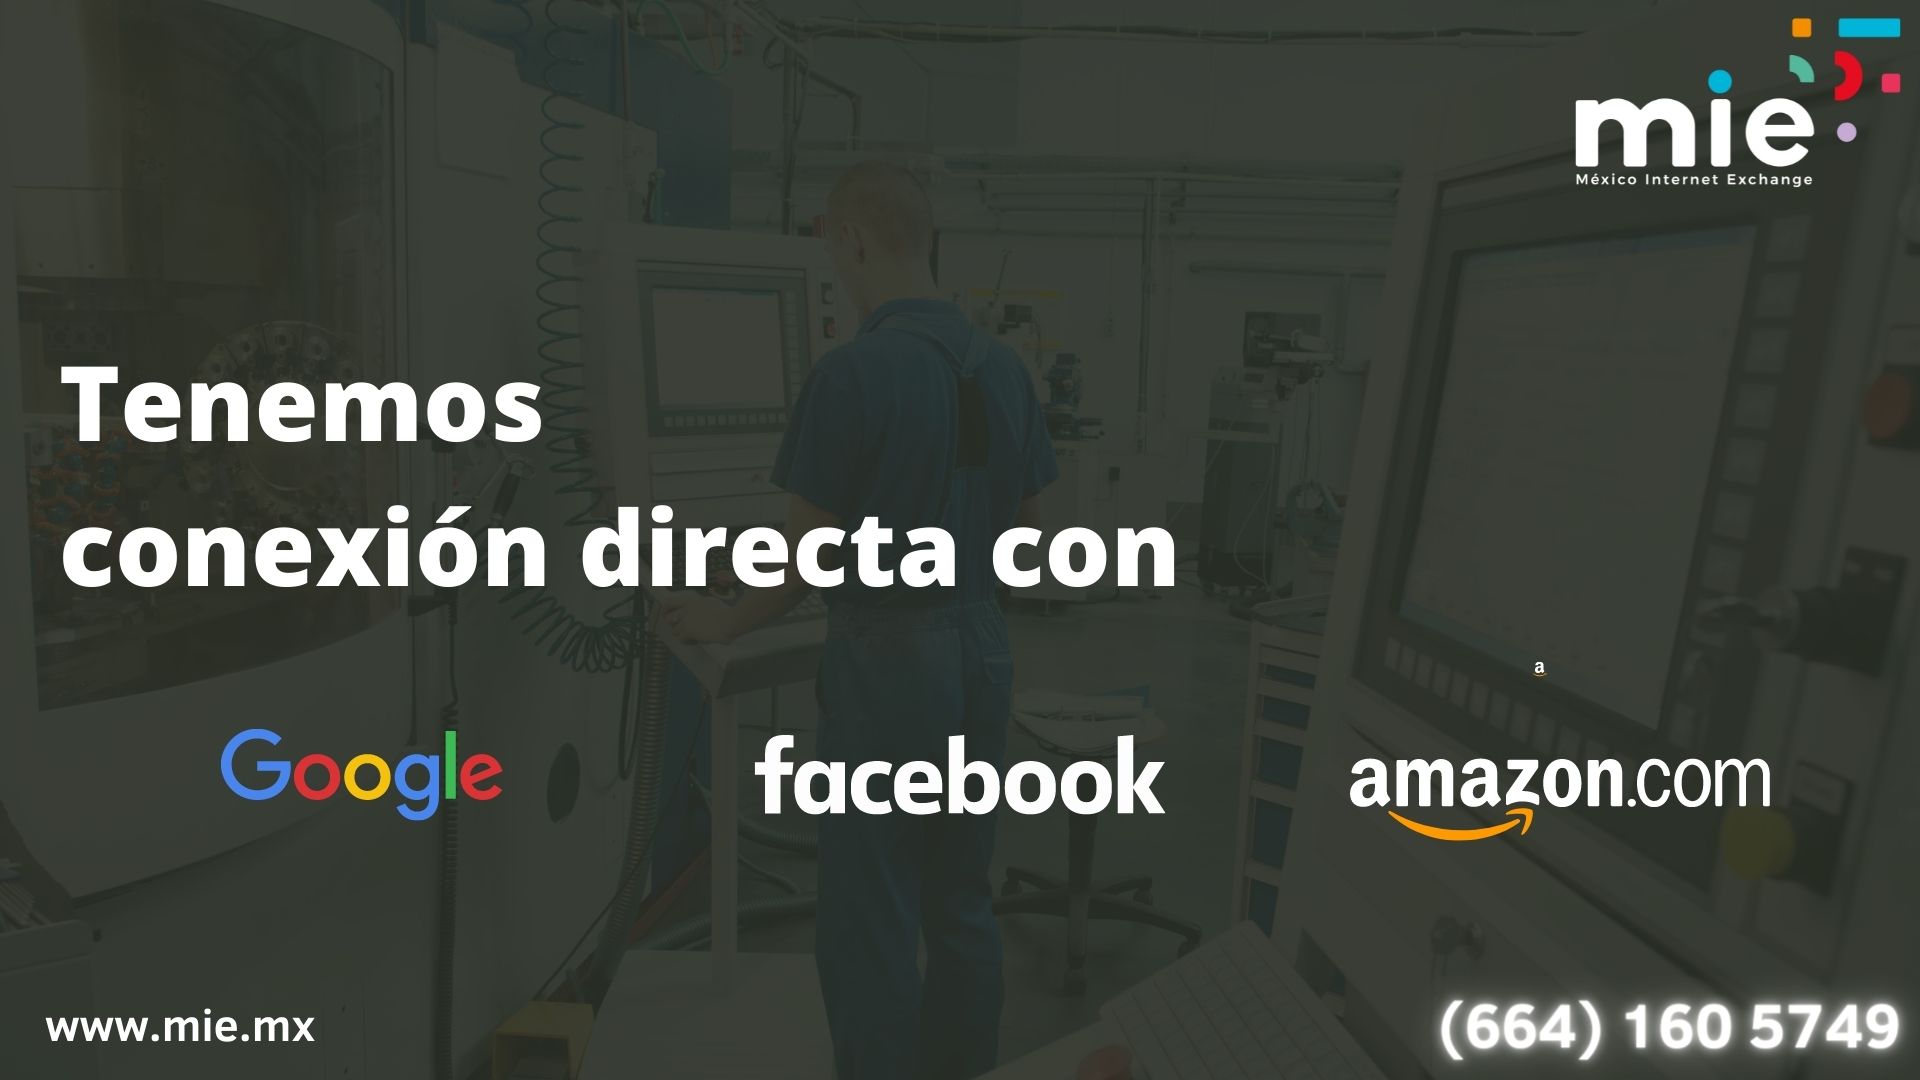 mie
México Internet Exchange
Tenemos
conexión directa con
a
Google
facebook
amazon.com
www.mie.mx
(664) 160 5749